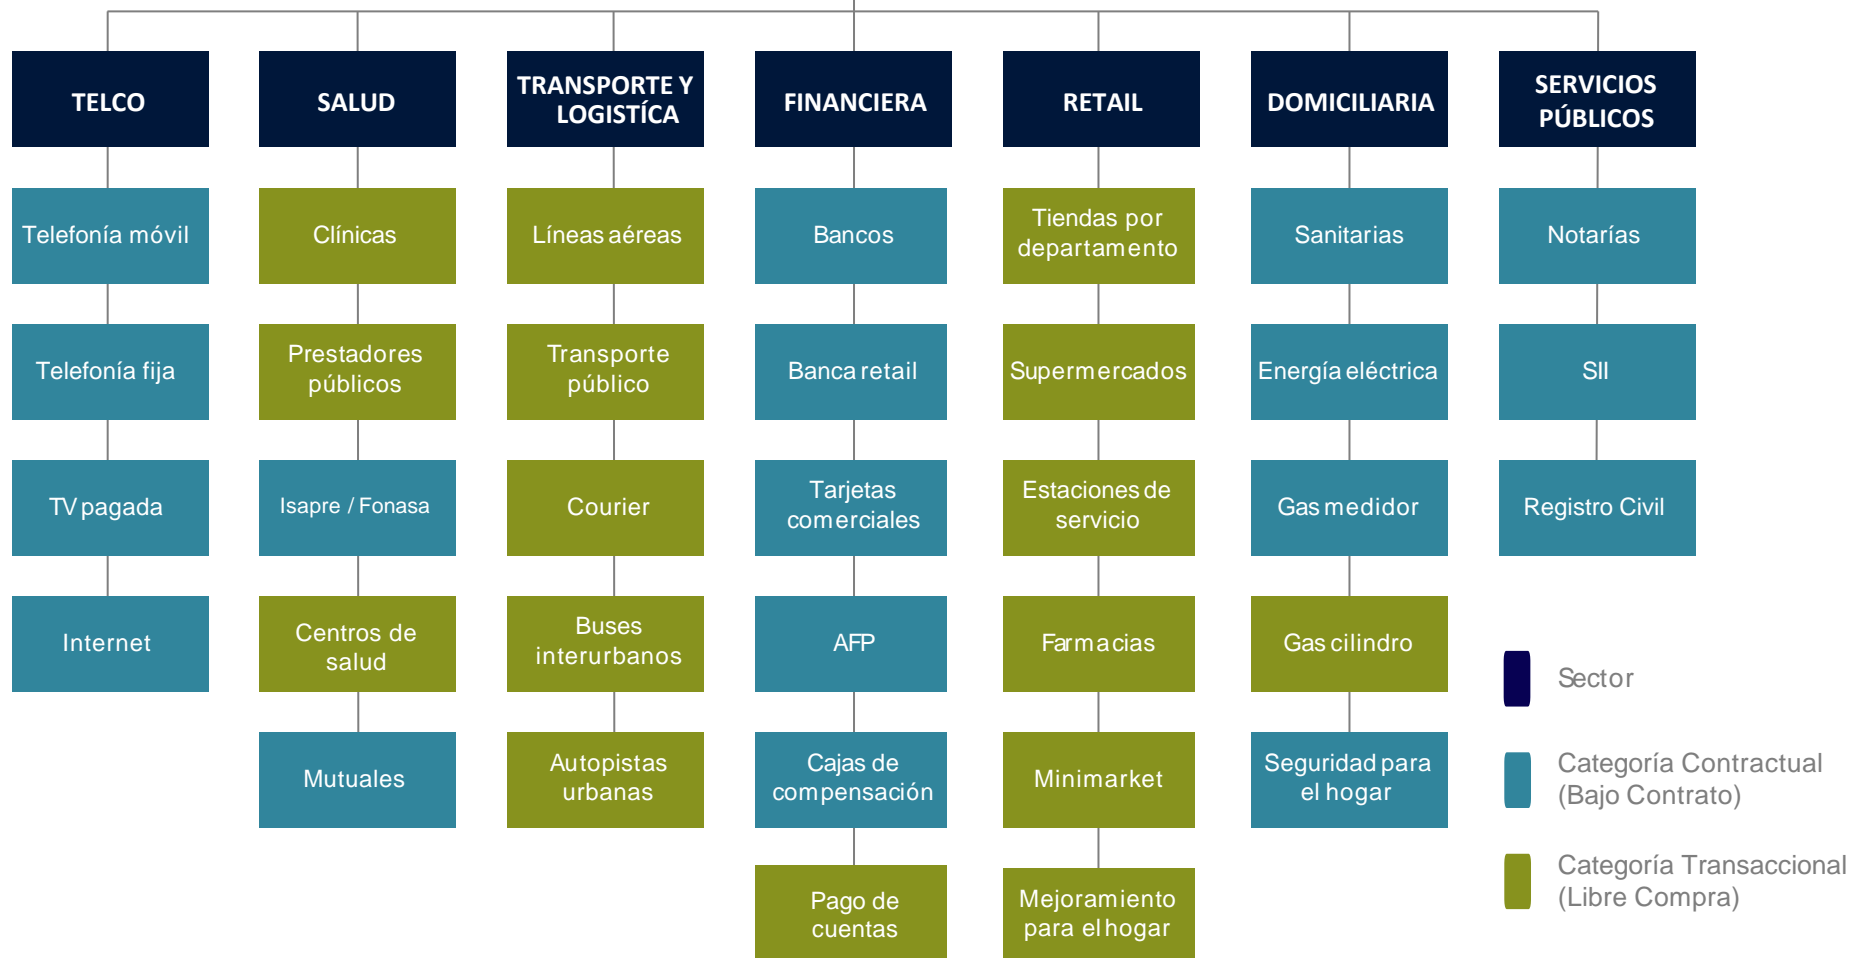 TELCO
SALUD
TRANSPORTE Y
LOGISTÍCA
FINANCIERA
RETAIL
DOMICILIARIA
SERVICIOS
PÚBLICOS
Telefonía móvil
Clínicas
Líneas aéreas
Bancos
Tiendas por
departamento
Sanitarias
Notarías
Telefonía fija
Prestadores
públicos
Transporte
público
Banca retail
Supermercados
Energía eléctrica
SII
TV pagada
Isapre / Fonasa
Courier
Tarjetas
comerciales
Estaciones de
servicio
Gas medidor
Registro Civil
Internet
Centros de
salud
Buses
interurbanos
AFP
Farmacias
Gas cilindro
Mutuales
Autopistas
urbanas
Cajas de
compensación
Minimarket
Seguridad para
el hogar
Pago de
cuentas
Mejoramiento
para el hogar
Sector
Categoría Contractual
(Bajo Contrato)
Categoría Transaccional
(Libre Compra)